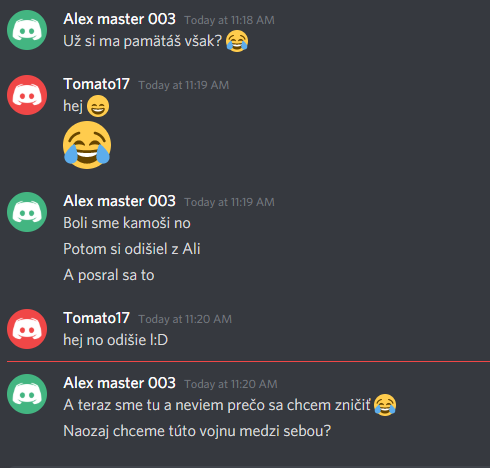 Alex master 003 Today at 11:18 AM
Už si ma pamätáš však? 😂
Tomato17 Today at 11:19 AM
hej 😄
😂
Alex master 003 Today at 11:19 AM
Boli sme kamoši no
Potom si odišiel z Ali
A posral sa to
Tomato17 Today at 11:20 AM
hej no odišie l:D
Alex master 003 Today at 11:20 AM
A teraz sme tu a neviem prečo sa chcem zničiť 😂
Naozaj chceme túto vojnu medzi sebou?